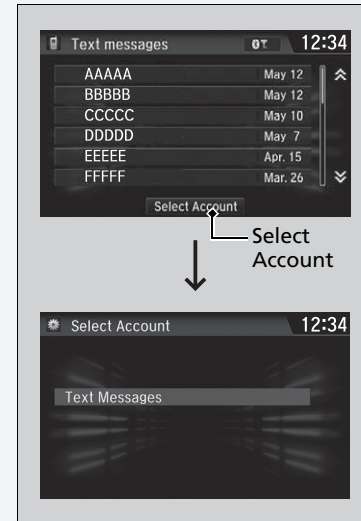 Text messages 12:34
AAAAA May 12
BBBBB May 12
CCCCC May 10
DDDDD May 7
EEEEE Apr. 15
FFFFF Mar. 26
Select Account
Select
Account
Select Account 12:34
Text Messages